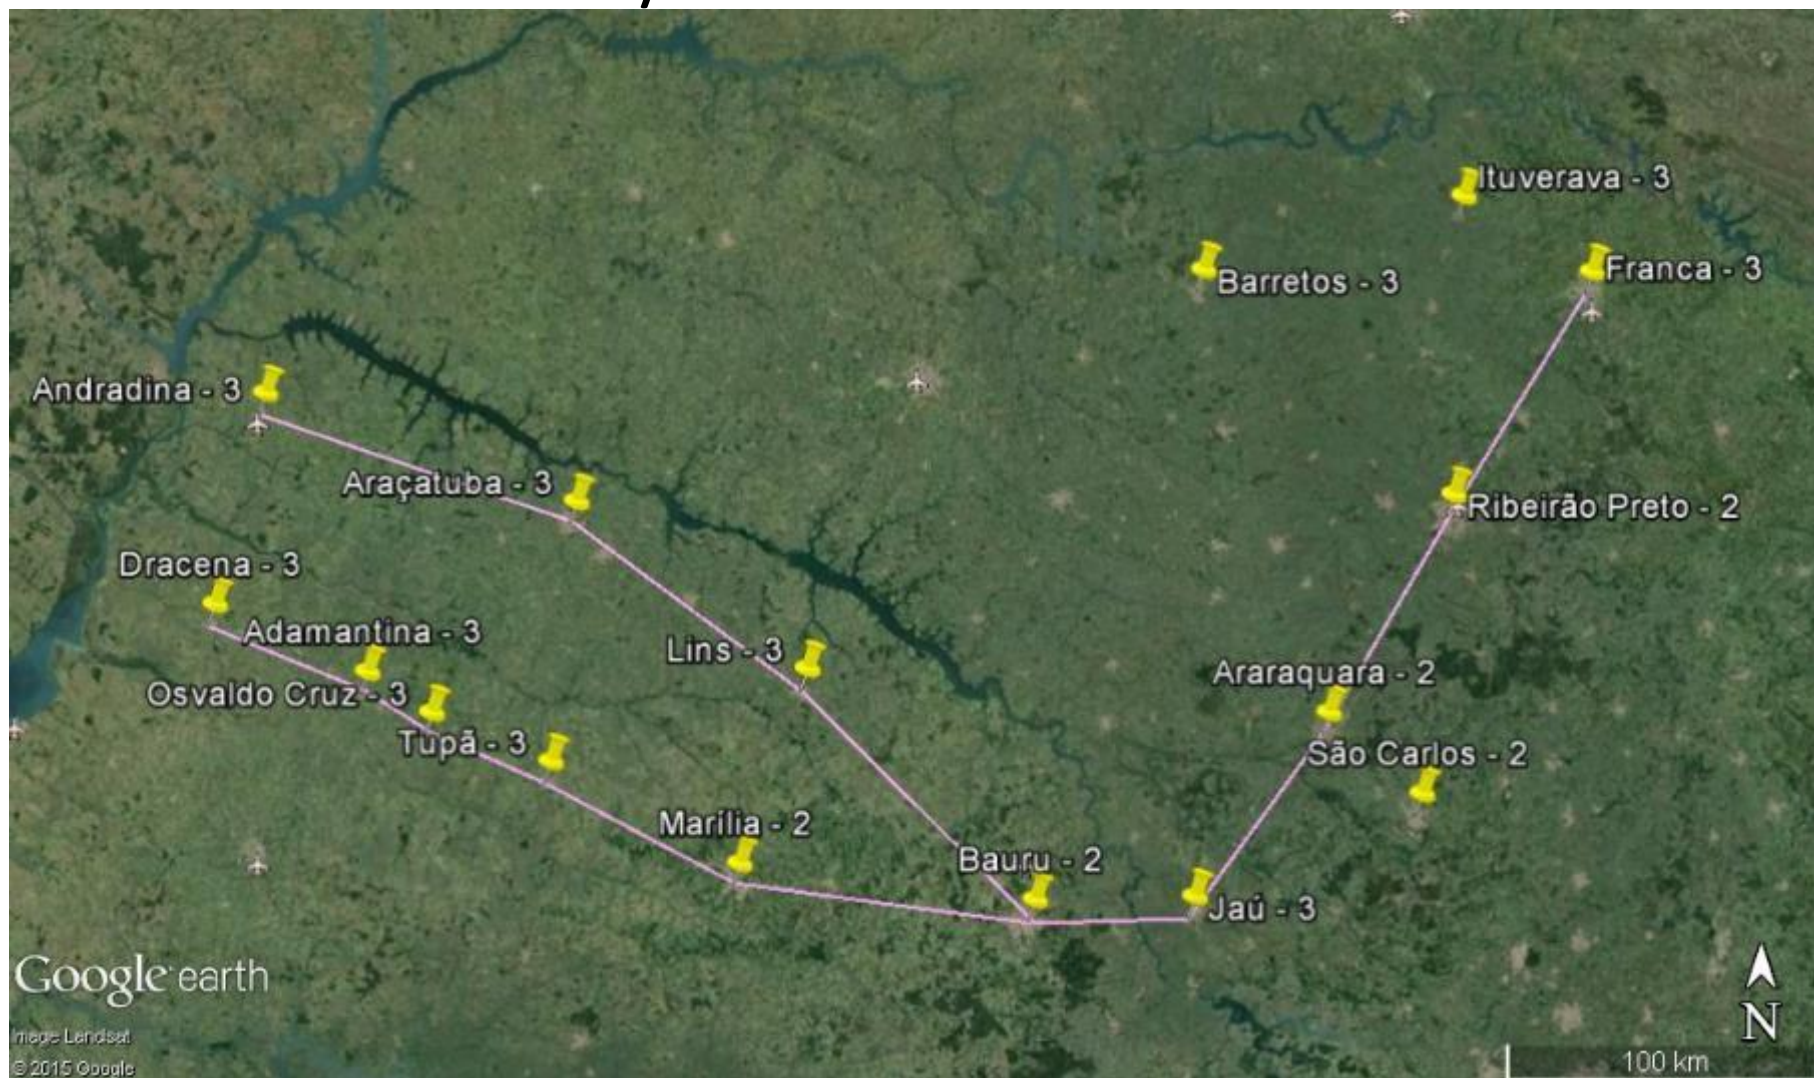 Ituverava - 3
Franca - 3
Barretos - 3
Andradina - 3
Araçatuba - 3
Ribeirão Preto - 2
Dracena - 3
Adamantina - 3
Lins - 3
Araraquara - 2
Osvaldo Cruz - 3
Tupã - 3
São Carlos - 2
Marília - 2
Bauru - 2
Jaú - 3
Google earth
N
Image Landsat
© 2015 Google
100 km